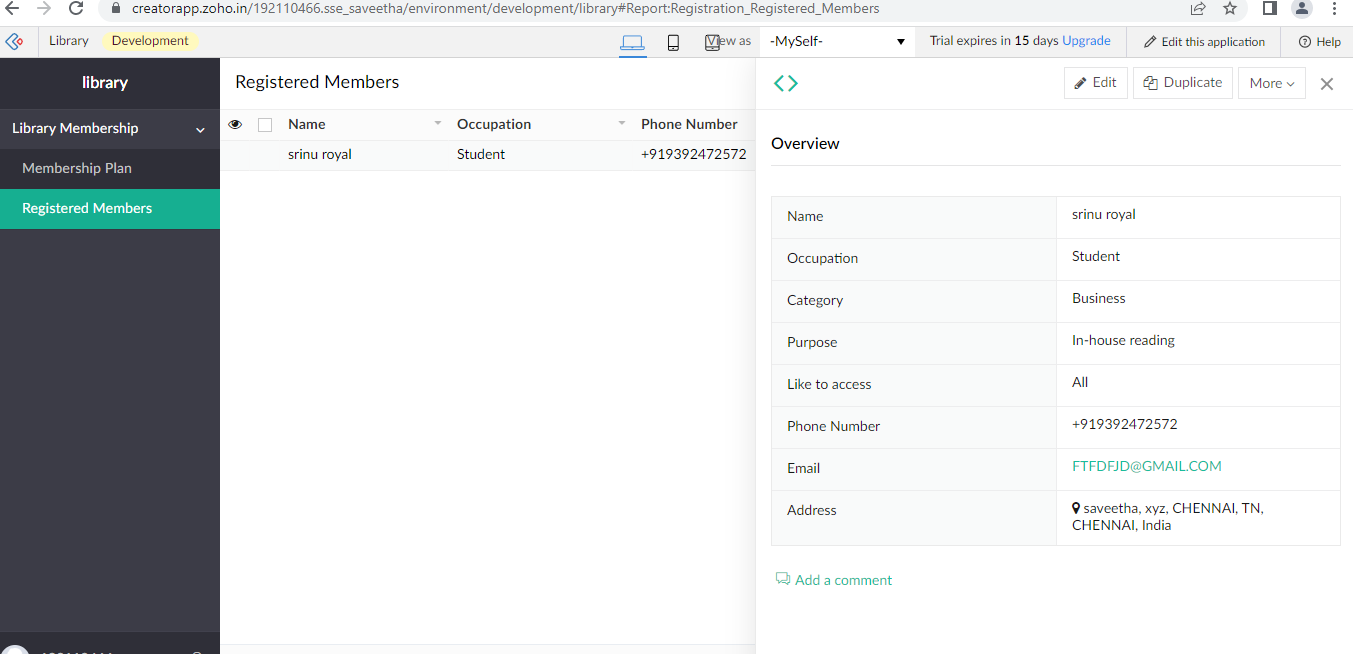 creatorapp.zoho.in/192110466.sse_saveetha/environment/development/library#Report:Registration_Registered_Members
Library Development View as -MySelf- Trial expires in 15 days Upgrade Edit this application Help
library
Library Membership
Membership Plan
Registered Members
Registered Members
Name Occupation Phone Number
srinu royal Student +919392472572
Edit Duplicate More
Overview
Name srinu royal
Occupation Student
Category Business
Purpose In-house reading
Like to access All
Phone Number +919392472572
Email FTFDFJD@GMAIL.COM
Address saveetha, xyz, CHENNAI, TN,
CHENNAI, India
Add a comment